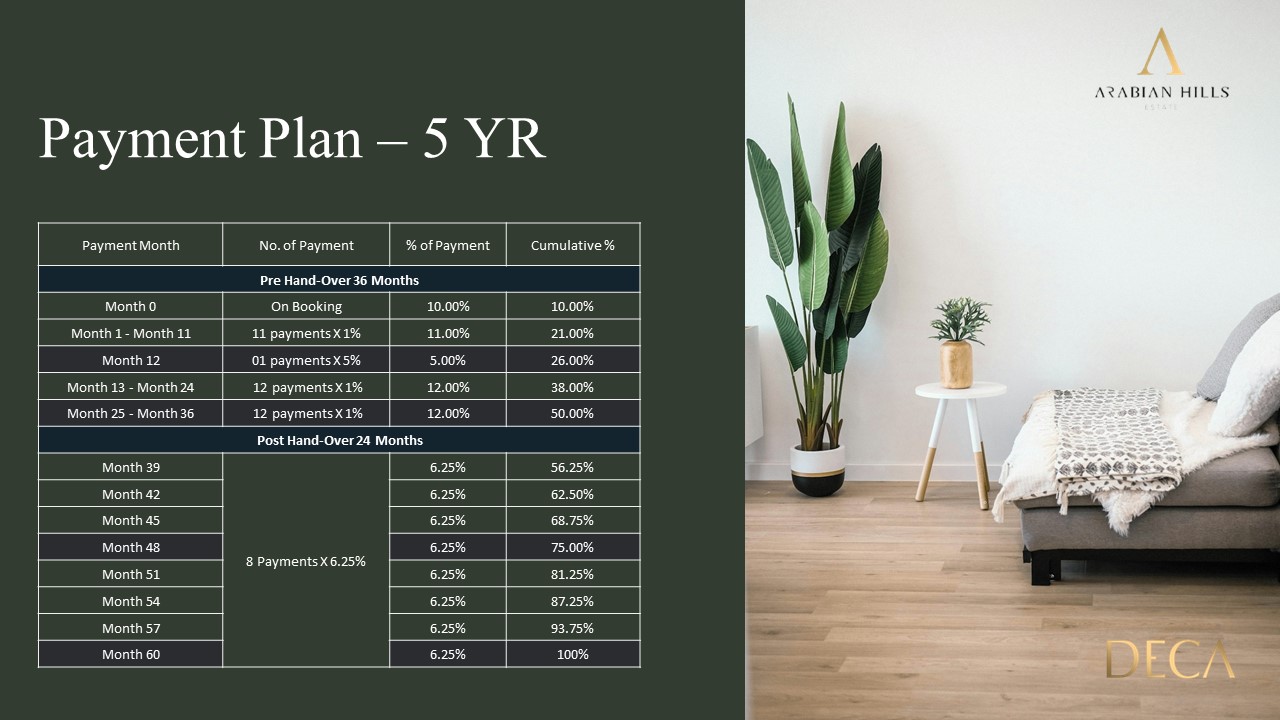 ARABIAN HILLS
ESTATE
Payment Plan – 5 YR
Payment Month No. of Payment % of Payment Cumulative %
Pre Hand-Over 36 Months
Month 0 On Booking 10.00% 10.00%
Month 1 - Month 11 11 payments X 1% 11.00% 21.00%
Month 12 01 payments X 5% 5.00% 26.00%
Month 13 - Month 24 12 payments X 1% 12.00% 38.00%
Month 25 - Month 36 12 payments X 1% 12.00% 50.00%
Post Hand-Over 24 Months
Month 39 6.25% 56.25%
Month 42 6.25% 62.50%
Month 45 6.25% 68.75%
Month 48 6.25% 75.00%
8 Payments X 6.25%
Month 51 6.25% 81.25%
Month 54 6.25% 87.25%
Month 57 6.25% 93.75%
Month 60 6.25% 100%
DECA